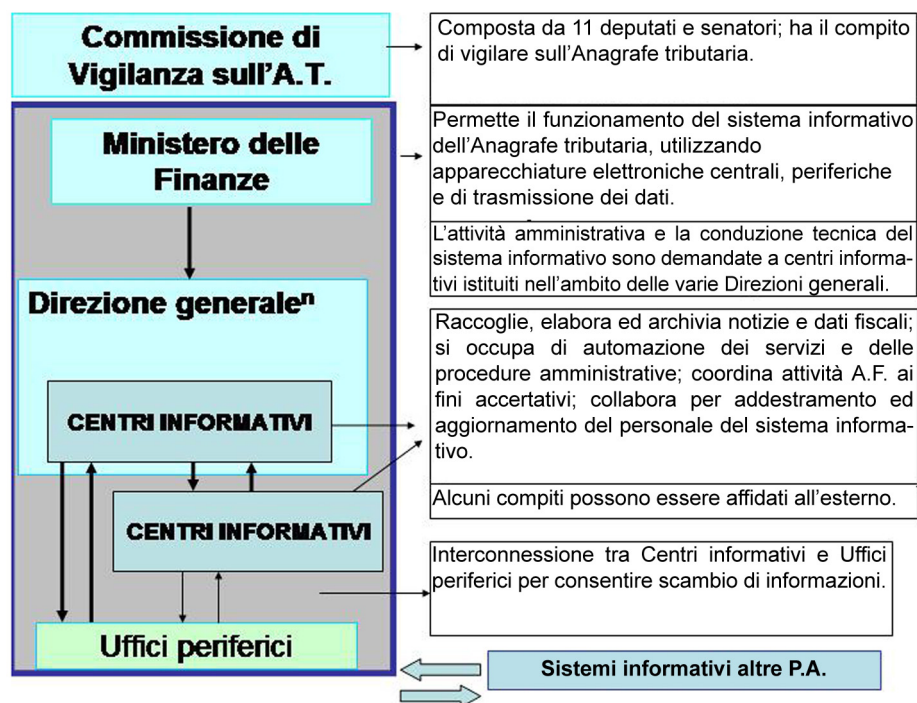 Commissione di
Vigilanza sull'A.T.
Composta da 11 deputati e senatori; ha il compito
di vigilare sull'Anagrafe tributaria.
Ministero delle
Finanze
Permette il funzionamento del sistema informativo
dell'Anagrafe tributaria, utilizzando
apparecchiature elettroniche centrali, periferiche
e di trasmissione dei dati.
L'attività amministrativa e la conduzione tecnica del
sistema informativo sono demandate a centri informa-
tivi istituiti nell'ambito delle varie Direzioni generali.
Direzione generaleⁿ
CENTRI INFORMATIVI
Raccoglie, elabora ed archivia notizie e dati fiscali;
si occupa di automazione dei servizi e delle
procedure amministrative; coordina attività A.F. ai
fini accertativi; collabora per addestramento ed
aggiornamento del personale del sistema informa-
tivo.
Alcuni compiti possono essere affidati all'esterno.
CENTRI INFORMATIVI
Interconnessione tra Centri informativi e Uffici
periferici per consentire scambio di informazioni.
Uffici periferici
Sistemi informativi altre P.A.